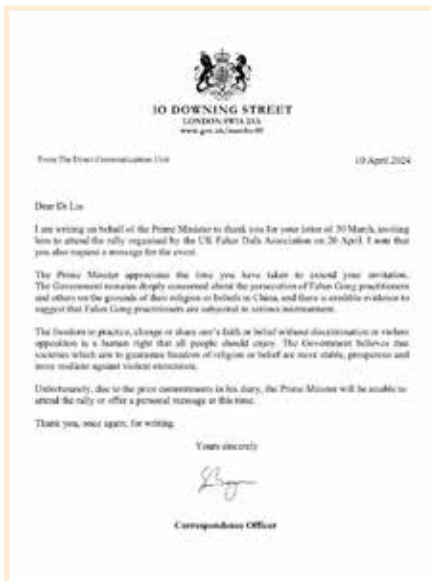 10 DOWNING STREET
LONDON SW1A 2AA
www.gov.uk/number10
From The Direct Communications Unit
10 April 2024
Dear Dr Liu
I am writing on behalf of the Prime Minister to thank you for your letter of 30 March, inviting
him to attend the rally organised by the UK Falun Dafa Association on 20 April. I note that
you also request a message for the event.
The Prime Minister appreciates the time you have taken to extend your invitation.
The Government remains deeply concerned about the persecution of Falun Gong practitioners
and others on the grounds of their religion or beliefs in China, and there is credible evidence to
suggest that Falun Gong practitioners are subjected to serious mistreatment.
The freedom to practice, change or share one's faith or belief without discrimination or violent
opposition is a human right that all people should enjoy. The Government believes that
societies which aim to guarantee freedom of religion or belief are more stable, prosperous and
more resilient against violent extremism.
Unfortunately, due to the prior commitments in his diary, the Prime Minister will be unable to
attend the rally or offer a personal message at this time.
Thank you, once again, for writing.
Yours sincerely
Correspondence Officer